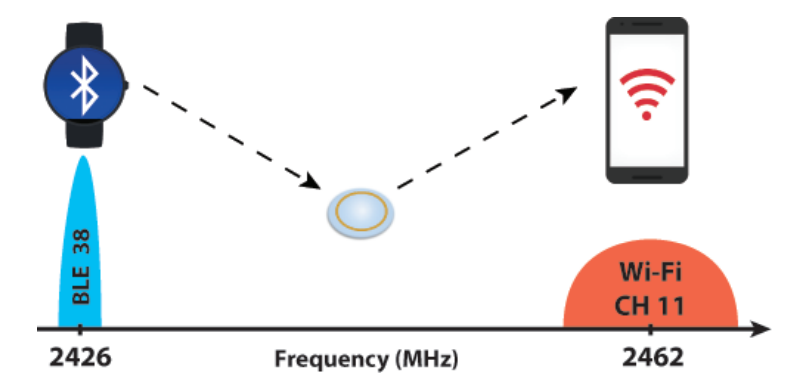 BLE 38
Wi-Fi
CH 11
2426
Frequency (MHz)
2462